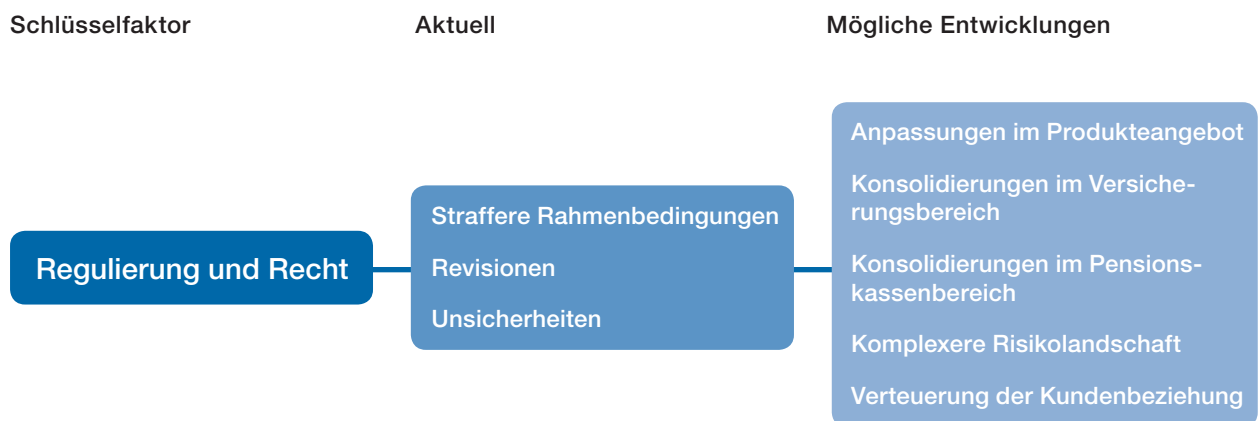 Schlüsselfaktor
Aktuell
Mögliche Entwicklungen
Regulierung und Recht
Straffere Rahmenbedingungen
Revisionen
Unsicherheiten
Anpassungen im Produkteangebot
Konsolidierungen im Versiche-
rungsbereich
Konsolidierungen im Pensions-
kassenbereich
Komplexere Risikolandschaft
Verteuerung der Kundenbeziehung